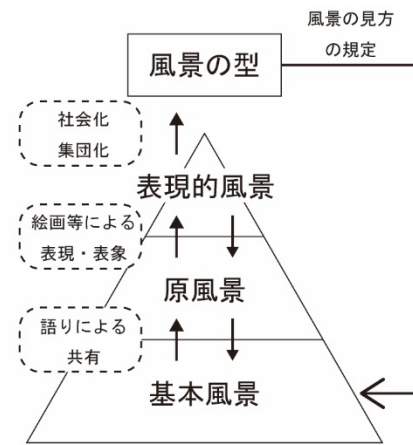 風景の見方
の規定
風景の型
社会化
集団化
表現的風景
絵画等による
表現・表象
原風景
語りによる
共有
基本風景